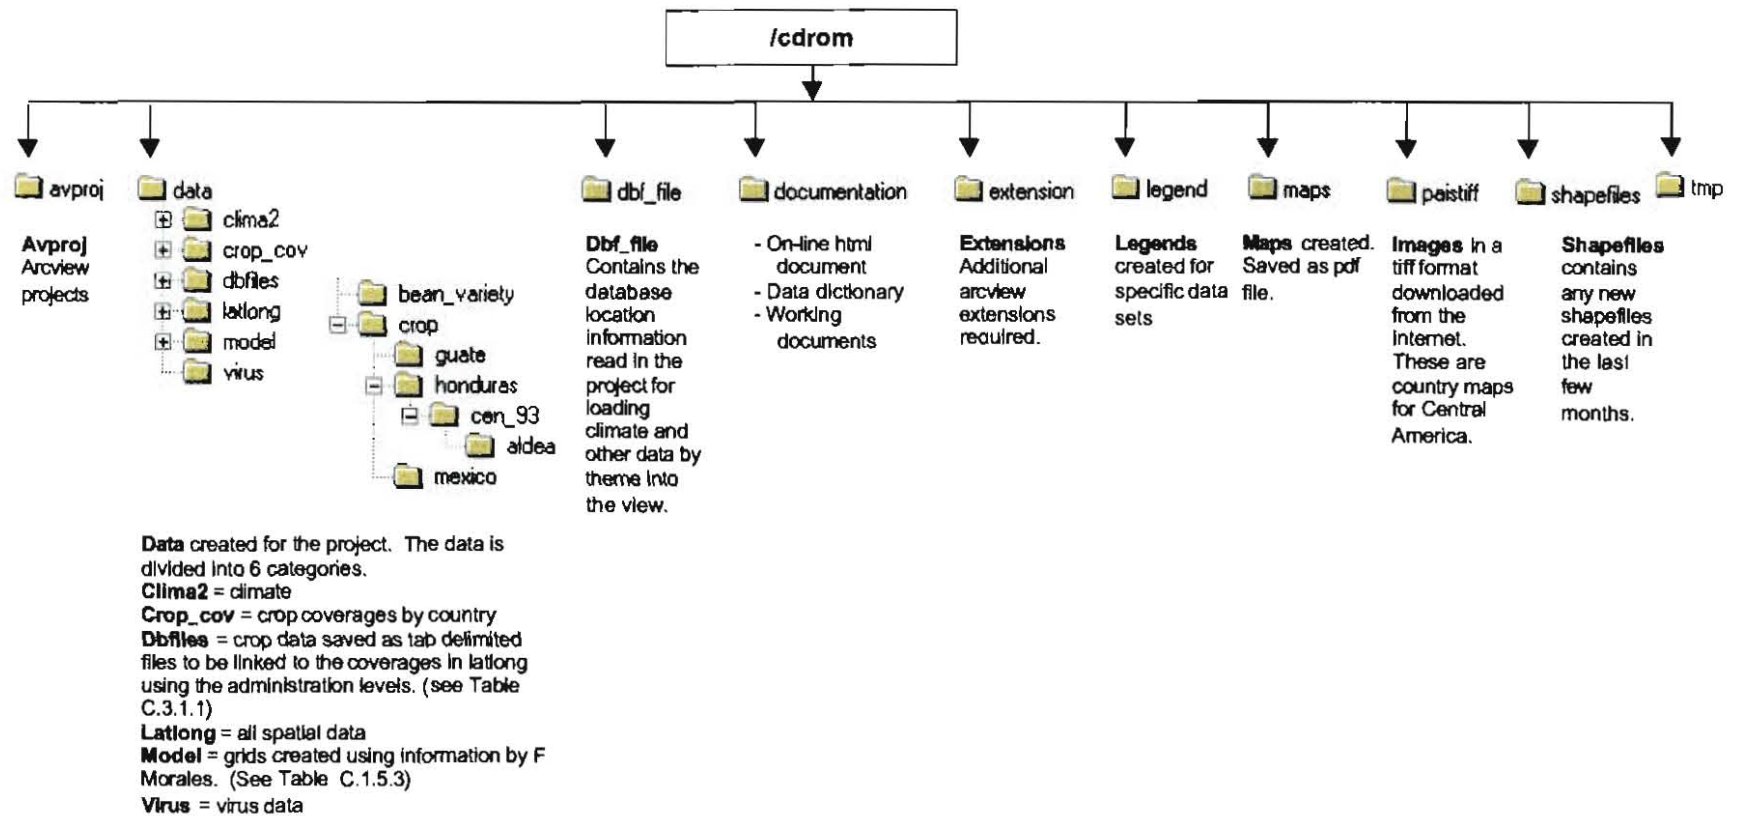 /cdrom
avproj
data
clima2
crop_cov
dbfiles
latlong
model
virus
bean_variety
crop
guate
honduras
cen_93
aldea
mexico
dbf_file
documentation
extension
legend
maps
paistiff
shapefiles
tmp
Avproj
Arcview
projects
Dbf_file
Contains the
database
location
information
read in the
project for
loading
climate and
other data by
theme into
the view.
- On-line html
document
- Data dictionary
- Working
documents
Extensions
Additional
arcview
extensions
required.
Legends
created for
specific data
sets
Maps created.
Saved as pdf
file.
Images in a
tiff format
downloaded
from the
internet.
These are
country maps
for Central
America.
Shapefiles
contains
any new
shapefiles
created in
the last
few
months.
Data created for the project. The data is
divided into 6 categories.
Clima2 = climate
Crop_cov = crop coverages by country
Dbfiles = crop data saved as tab delimited
files to be linked to the coverages in latlong
using the administration levels. (see Table
C.3.1.1)
Latlong = all spatial data
Model = grids created using information by F
Morales. (See Table C.1.5.3)
Virus = virus data